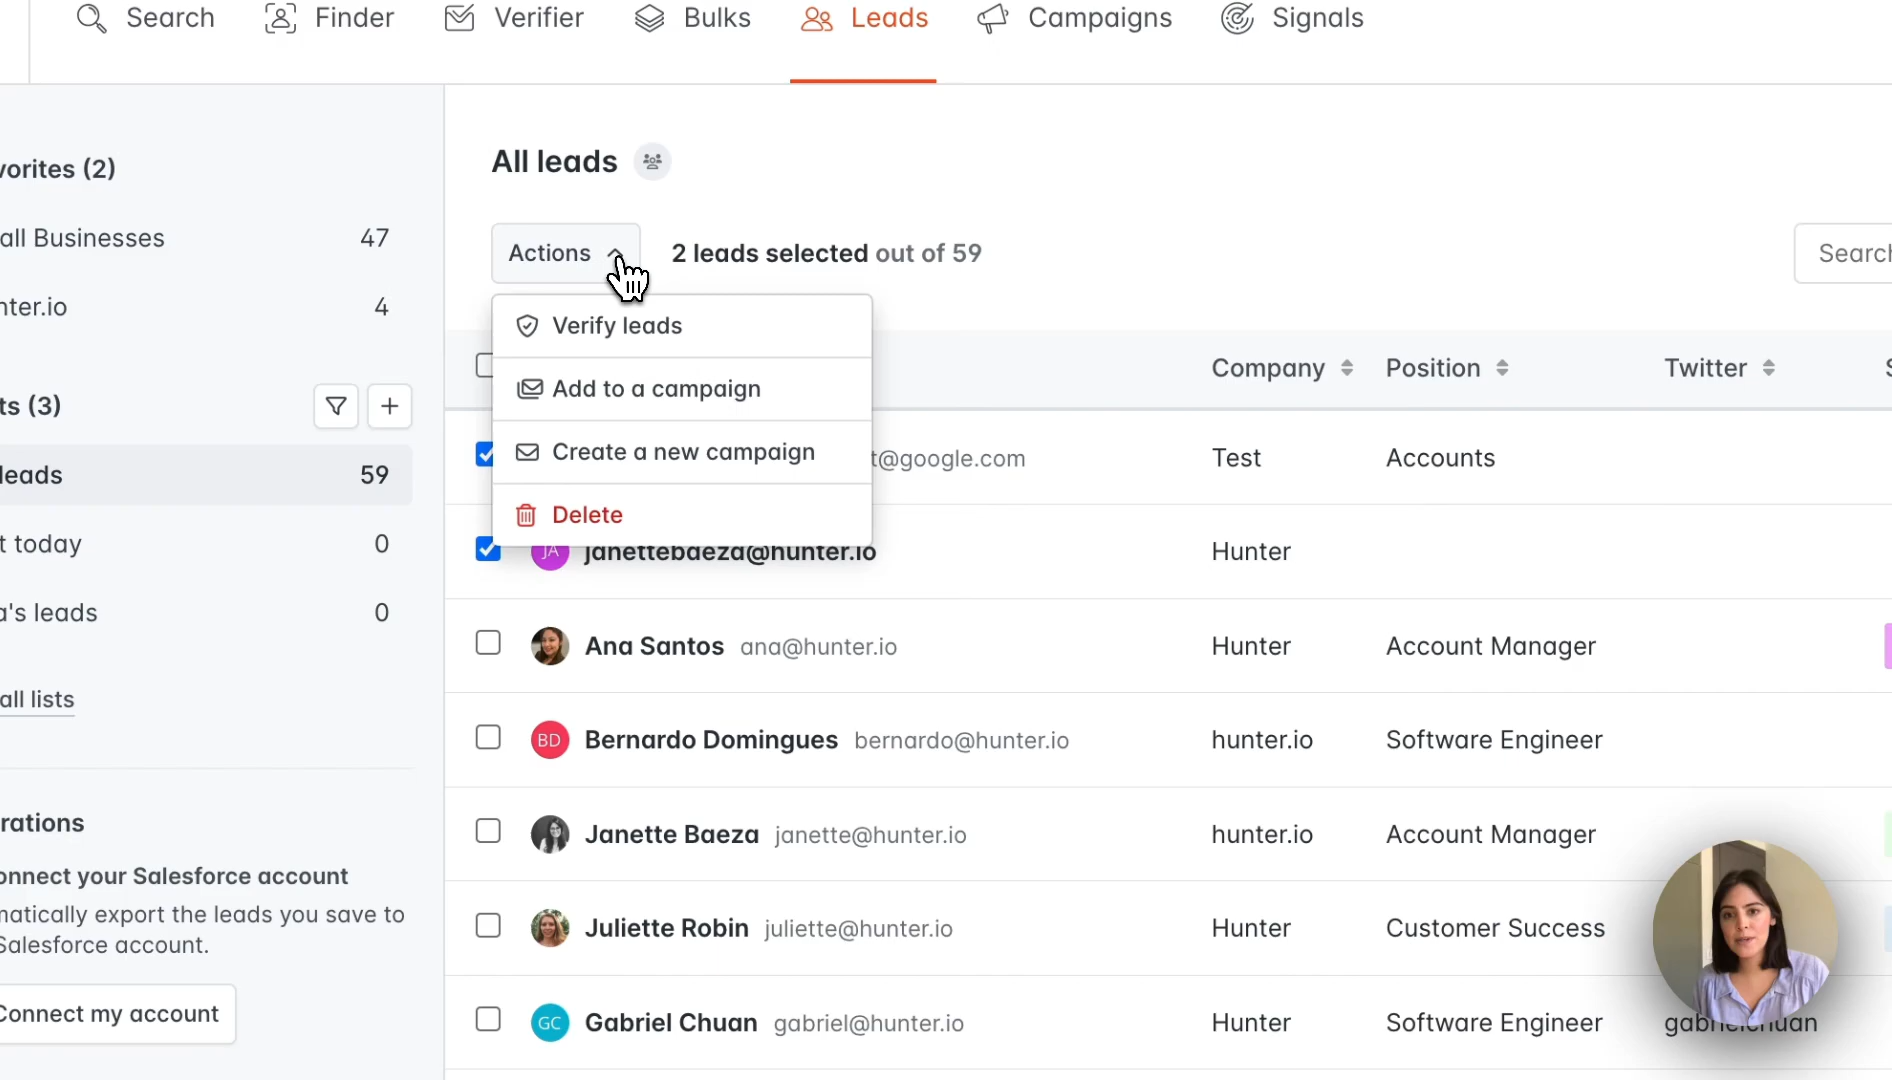 Search Finder Verifier Bulks Leads Campaigns Signals
vorites (2)
all Businesses 47
nter.io 4
ts (3)
leads 59
t today 0
a's leads 0
all lists
rations
onnect your Salesforce account
matically export the leads you save to
Salesforce account.
Connect my account
All leads
Actions 2 leads selected out of 59
Search
Verify leads
Add to a campaign
Create a new campaign
Delete
Company Position Twitter
t@google.com Test Accounts
JA janettebaeza@hunter.io Hunter
Ana Santos ana@hunter.io Hunter Account Manager
BD Bernardo Domingues bernardo@hunter.io hunter.io Software Engineer
Janette Baeza janette@hunter.io hunter.io Account Manager
Juliette Robin juliette@hunter.io Hunter Customer Success
GC Gabriel Chuan gabriel@hunter.io Hunter Software Engineer gabrielchuan